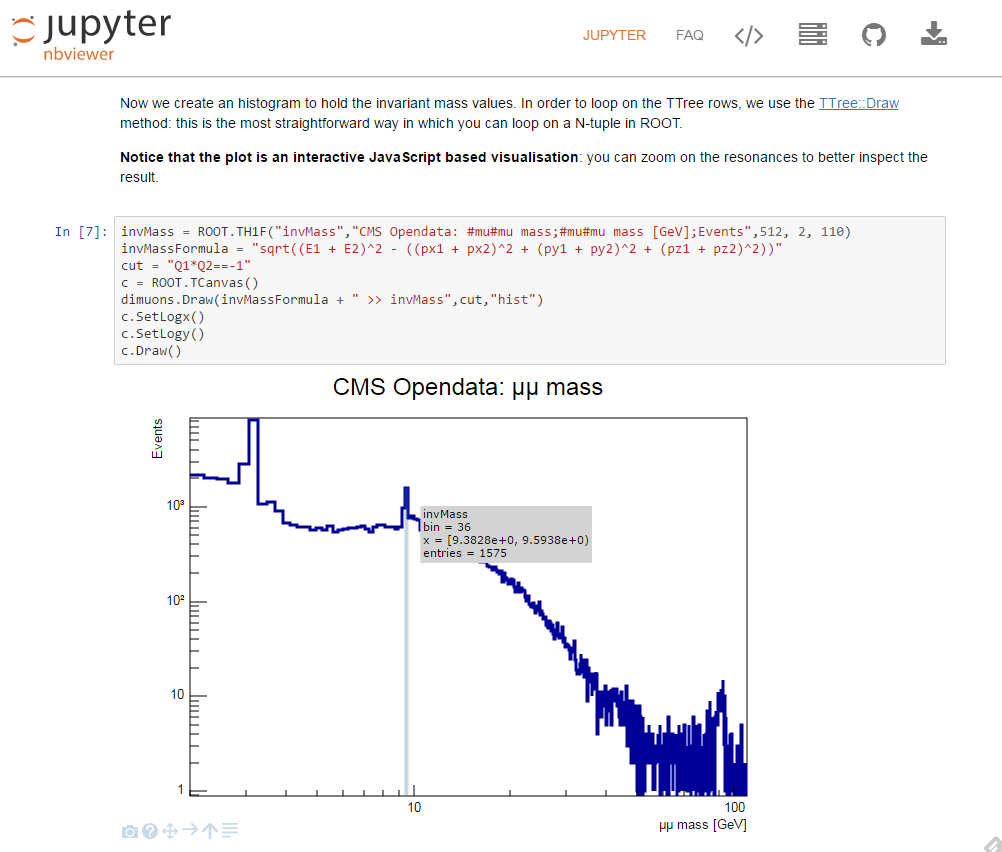 jupyter
nbviewer
JUPYTER FAQ </>
Now we create an histogram to hold the invariant mass values. In order to loop on the TTree rows, we use the TTree::Draw
method: this is the most straightforward way in which you can loop on a N-tuple in ROOT.
Notice that the plot is an interactive JavaScript based visualisation: you can zoom on the resonances to better inspect the
result.
In [7]: invMass = ROOT.TH1F("invMass","CMS Opendata: #mu#mu mass;#mu#mu mass [GeV];Events",512, 2, 110)
invMassFormula = "sqrt((E1 + E2)^2 - ((px1 + px2)^2 + (py1 + py2)^2 + (pz1 + pz2)^2))"
cut = "Q1*Q2==-1"
c = ROOT.TCanvas()
dimuons.Draw(invMassFormula + " >> invMass",cut,"hist")
c.SetLogx()
c.SetLogy()
c.Draw()
CMS Opendata: µµ mass
Events
10³
10²
10
1
invMass
bin = 36
x = [9.3828e+0, 9.5938e+0)
entries = 1575
10 100
µµ mass [GeV]
?